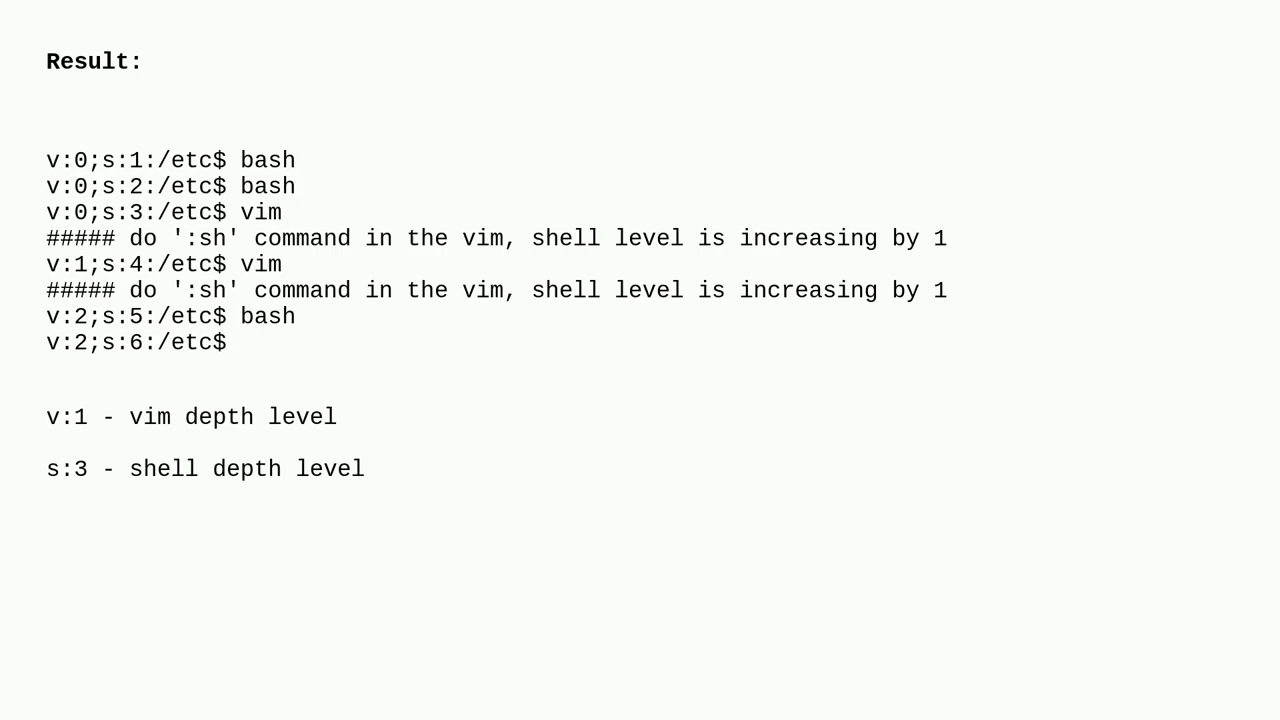 Result:
v:0;s:1:/etc$ bash
v:0;s:2:/etc$ bash
v:0;s:3:/etc$ vim
##### do ':sh' command in the vim, shell level is increasing by 1
v:1;s:4:/etc$ vim
##### do ':sh' command in the vim, shell level is increasing by 1
v:2;s:5:/etc$ bash
v:2;s:6:/etc$
v:1 - vim depth level
s:3 - shell depth level